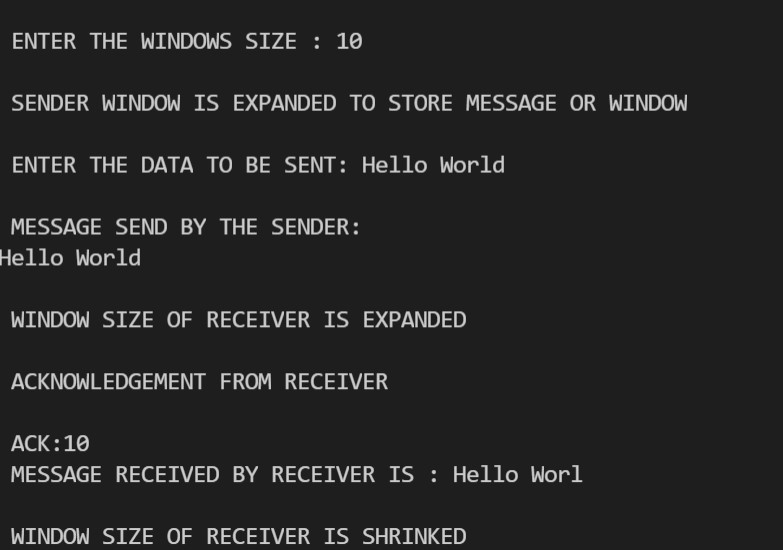 ENTER THE WINDOWS SIZE : 10
SENDER WINDOW IS EXPANDED TO STORE MESSAGE OR WINDOW
ENTER THE DATA TO BE SENT: Hello World
MESSAGE SEND BY THE SENDER:
Hello World
WINDOW SIZE OF RECEIVER IS EXPANDED
ACKNOWLEDGEMENT FROM RECEIVER
ACK:10
MESSAGE RECEIVED BY RECEIVER IS : Hello Worl
WINDOW SIZE OF RECEIVER IS SHRINKED